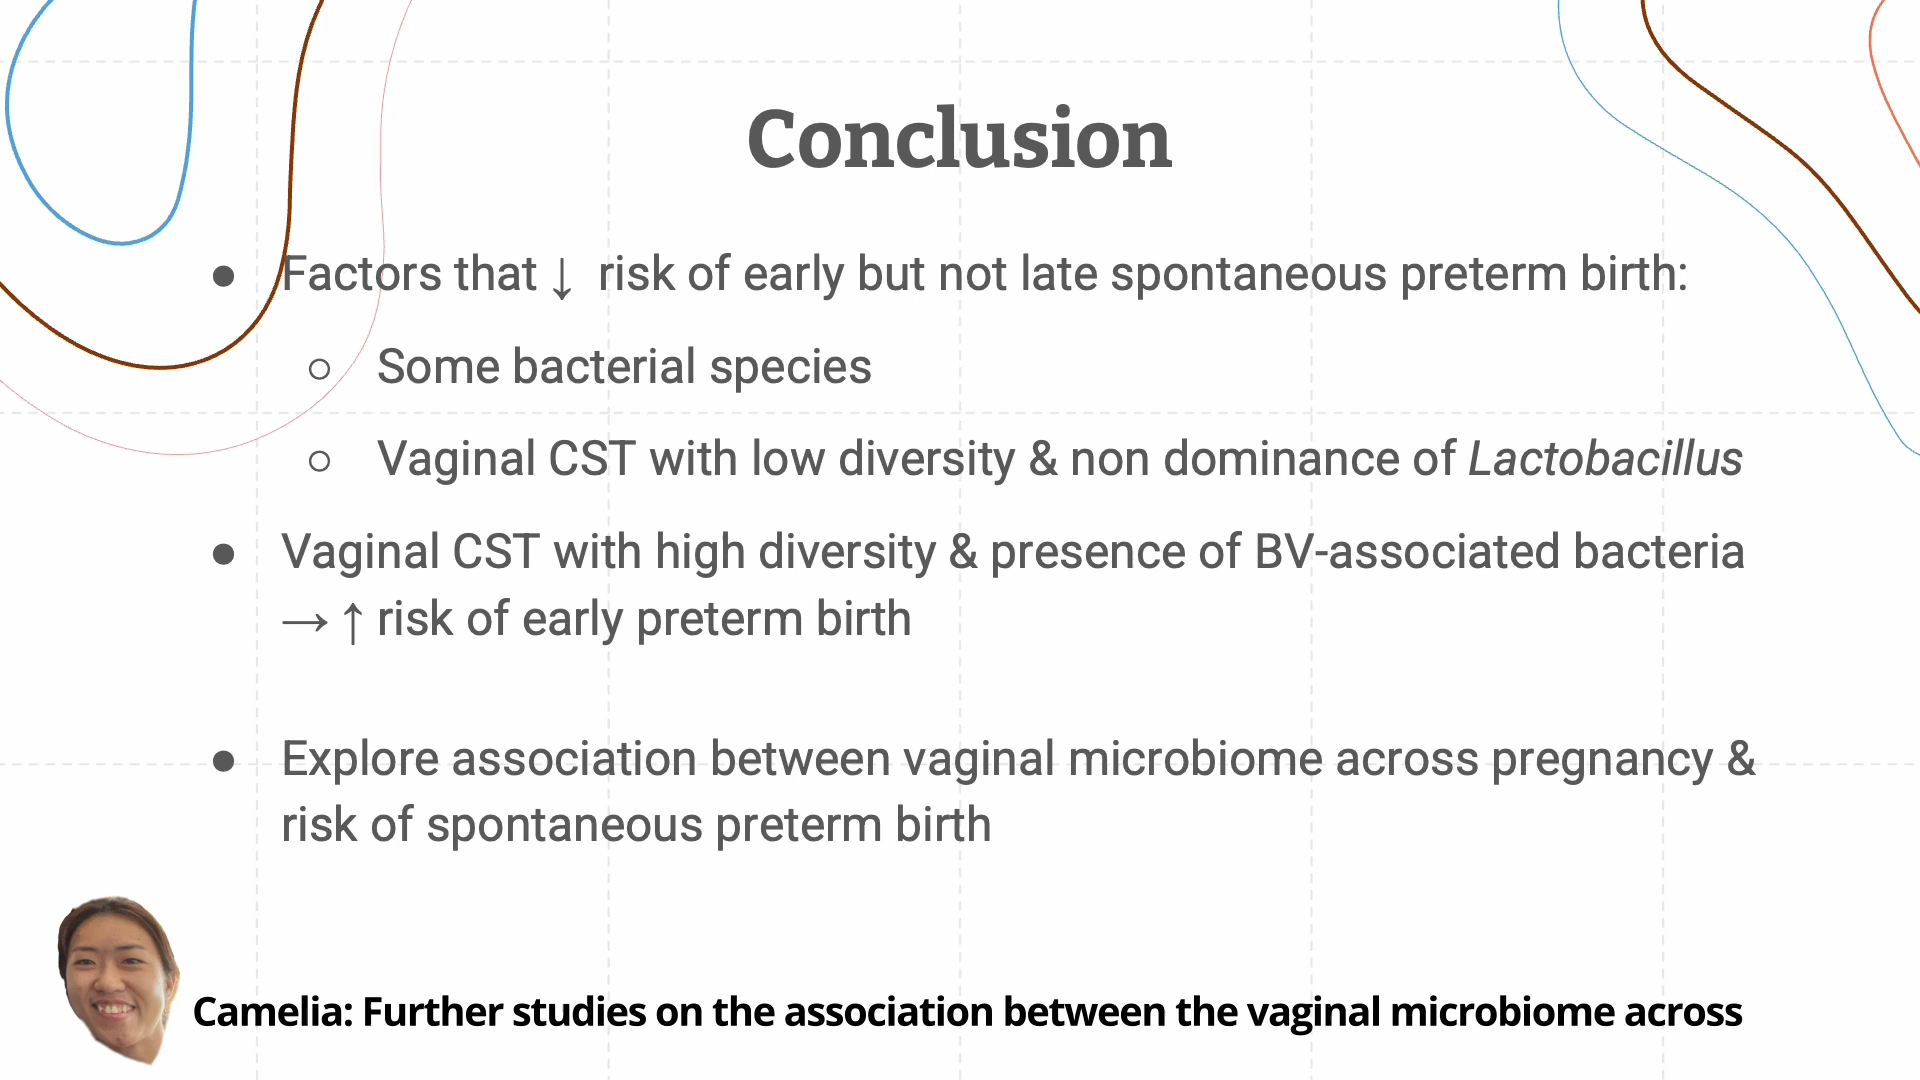 Conclusion
● Factors that ↓ risk of early but not late spontaneous preterm birth:
○ Some bacterial species
○ Vaginal CST with low diversity & non dominance of Lactobacillus
● Vaginal CST with high diversity & presence of BV-associated bacteria
→ ↑ risk of early preterm birth
● Explore association between vaginal microbiome across pregnancy &
risk of spontaneous preterm birth
Camelia: Further studies on the association between the vaginal microbiome across